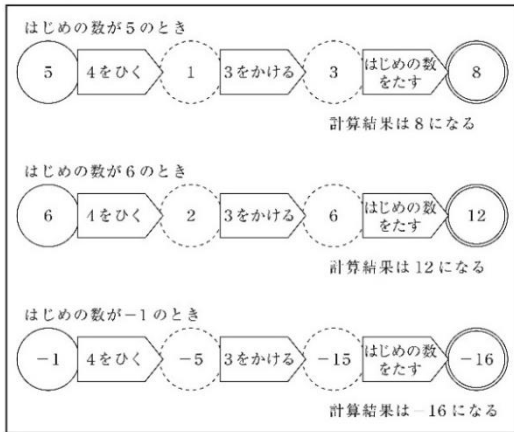 はじめの数が5のとき
5 4をひく 1 3をかける 3 はじめの数をたす 8
計算結果は8になる
はじめの数が6のとき
6 4をひく 2 3をかける 6 はじめの数をたす 12
計算結果は12になる
はじめの数が−1のとき
−1 4をひく −5 3をかける −15 はじめの数をたす −16
計算結果は−16になる